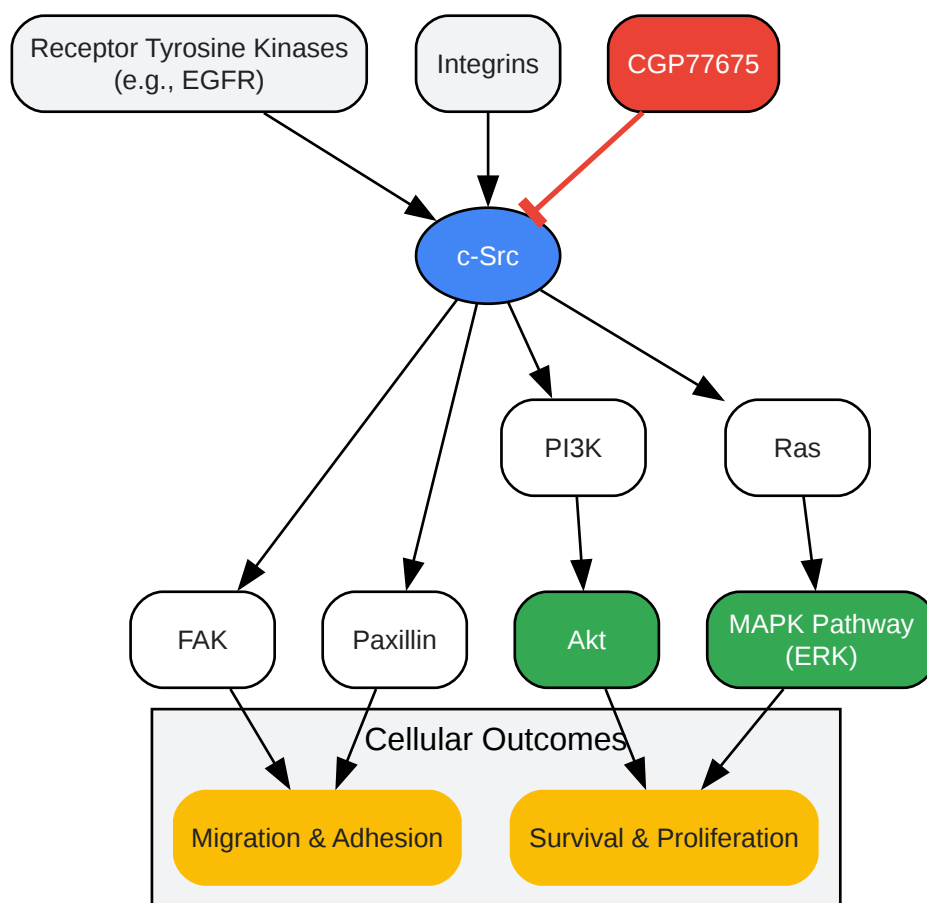 Receptor Tyrosine Kinases
(e.g., EGFR)
Integrins
CGP77675
c-Src
PI3K
Ras
FAK
Paxillin
Akt
MAPK Pathway
(ERK)
Cellular Outcomes
Migration & Adhesion
Survival & Proliferation